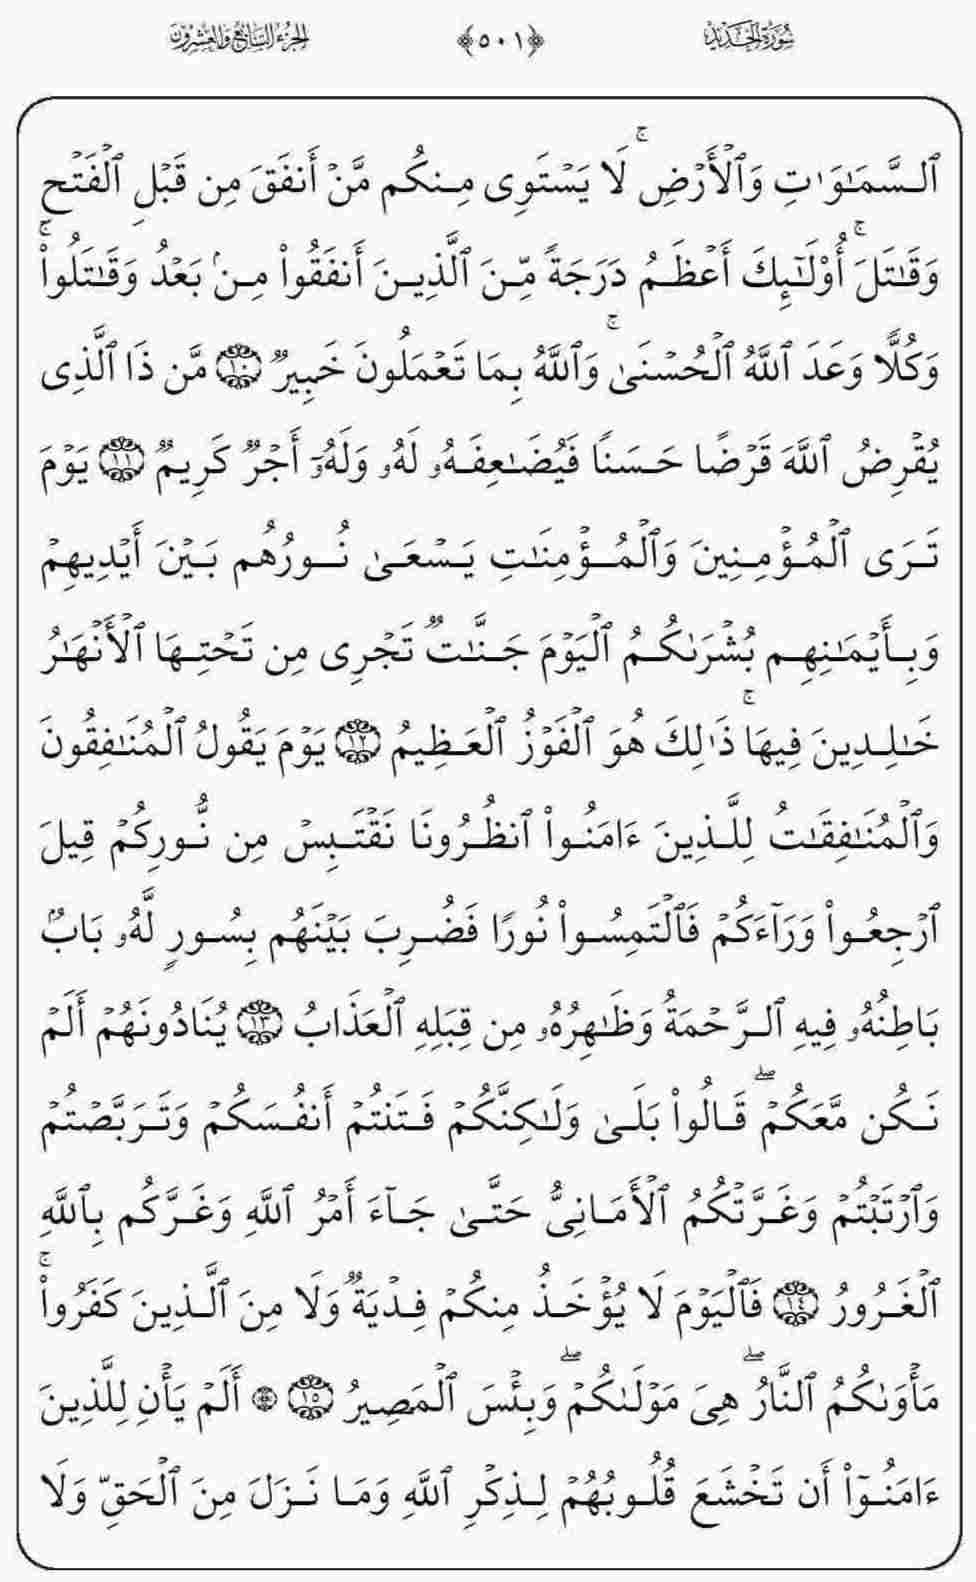 سُورَةُ الحَدِيدِ ﴿٥٠١﴾ الجُزْءُ السَّابِعُ وَالعِشْرُونَ
ٱلسَّمَٰوَٰتِ وَٱلْأَرْضِ ۚ لَا يَسْتَوِى مِنكُم مَّنْ أَنفَقَ مِن قَبْلِ ٱلْفَتْحِ
وَقَٰتَلَ ۚ أُو۟لَٰٓئِكَ أَعْظَمُ دَرَجَةً مِّنَ ٱلَّذِينَ أَنفَقُوا۟ مِنۢ بَعْدُ وَقَٰتَلُوا۟ ۚ
وَكُلًّا وَعَدَ ٱللَّهُ ٱلْحُسْنَىٰ ۚ وَٱللَّهُ بِمَا تَعْمَلُونَ خَبِيرٌ ١٠ مَّن ذَا ٱلَّذِى
يُقْرِضُ ٱللَّهَ قَرْضًا حَسَنًا فَيُضَٰعِفَهُۥ لَهُۥ وَلَهُۥٓ أَجْرٌ كَرِيمٌ ١١ يَوْمَ
تَرَى ٱلْمُؤْمِنِينَ وَٱلْمُؤْمِنَٰتِ يَسْعَىٰ نُورُهُم بَيْنَ أَيْدِيهِمْ
وَبِأَيْمَٰنِهِم بُشْرَىٰكُمُ ٱلْيَوْمَ جَنَّٰتٌ تَجْرِى مِن تَحْتِهَا ٱلْأَنْهَٰرُ
خَٰلِدِينَ فِيهَا ۚ ذَٰلِكَ هُوَ ٱلْفَوْزُ ٱلْعَظِيمُ ١٢ يَوْمَ يَقُولُ ٱلْمُنَٰفِقُونَ
وَٱلْمُنَٰفِقَٰتُ لِلَّذِينَ ءَامَنُوا۟ ٱنظُرُونَا نَقْتَبِسْ مِن نُّورِكُمْ قِيلَ
ٱرْجِعُوا۟ وَرَآءَكُمْ فَٱلْتَمِسُوا۟ نُورًا فَضُرِبَ بَيْنَهُم بِسُورٍ لَّهُۥ بَابٌۢ
بَاطِنُهُۥ فِيهِ ٱلرَّحْمَةُ وَظَٰهِرُهُۥ مِن قِبَلِهِ ٱلْعَذَابُ ١٣ يُنَادُونَهُمْ أَلَمْ
نَكُن مَّعَكُمْ ۖ قَالُوا۟ بَلَىٰ وَلَٰكِنَّكُمْ فَتَنتُمْ أَنفُسَكُمْ وَتَرَبَّصْتُمْ
وَٱرْتَبْتُمْ وَغَرَّتْكُمُ ٱلْأَمَانِىُّ حَتَّىٰ جَآءَ أَمْرُ ٱللَّهِ وَغَرَّكُم بِٱللَّهِ
ٱلْغَرُورُ ١٤ فَٱلْيَوْمَ لَا يُؤْخَذُ مِنكُمْ فِدْيَةٌ وَلَا مِنَ ٱلَّذِينَ كَفَرُوا۟ ۚ
مَأْوَىٰكُمُ ٱلنَّارُ ۖ هِىَ مَوْلَىٰكُمْ ۖ وَبِئْسَ ٱلْمَصِيرُ ١٥ ۞ أَلَمْ يَأْنِ لِلَّذِينَ
ءَامَنُوٓا۟ أَن تَخْشَعَ قُلُوبُهُمْ لِذِكْرِ ٱللَّهِ وَمَا نَزَلَ مِنَ ٱلْحَقِّ وَلَا